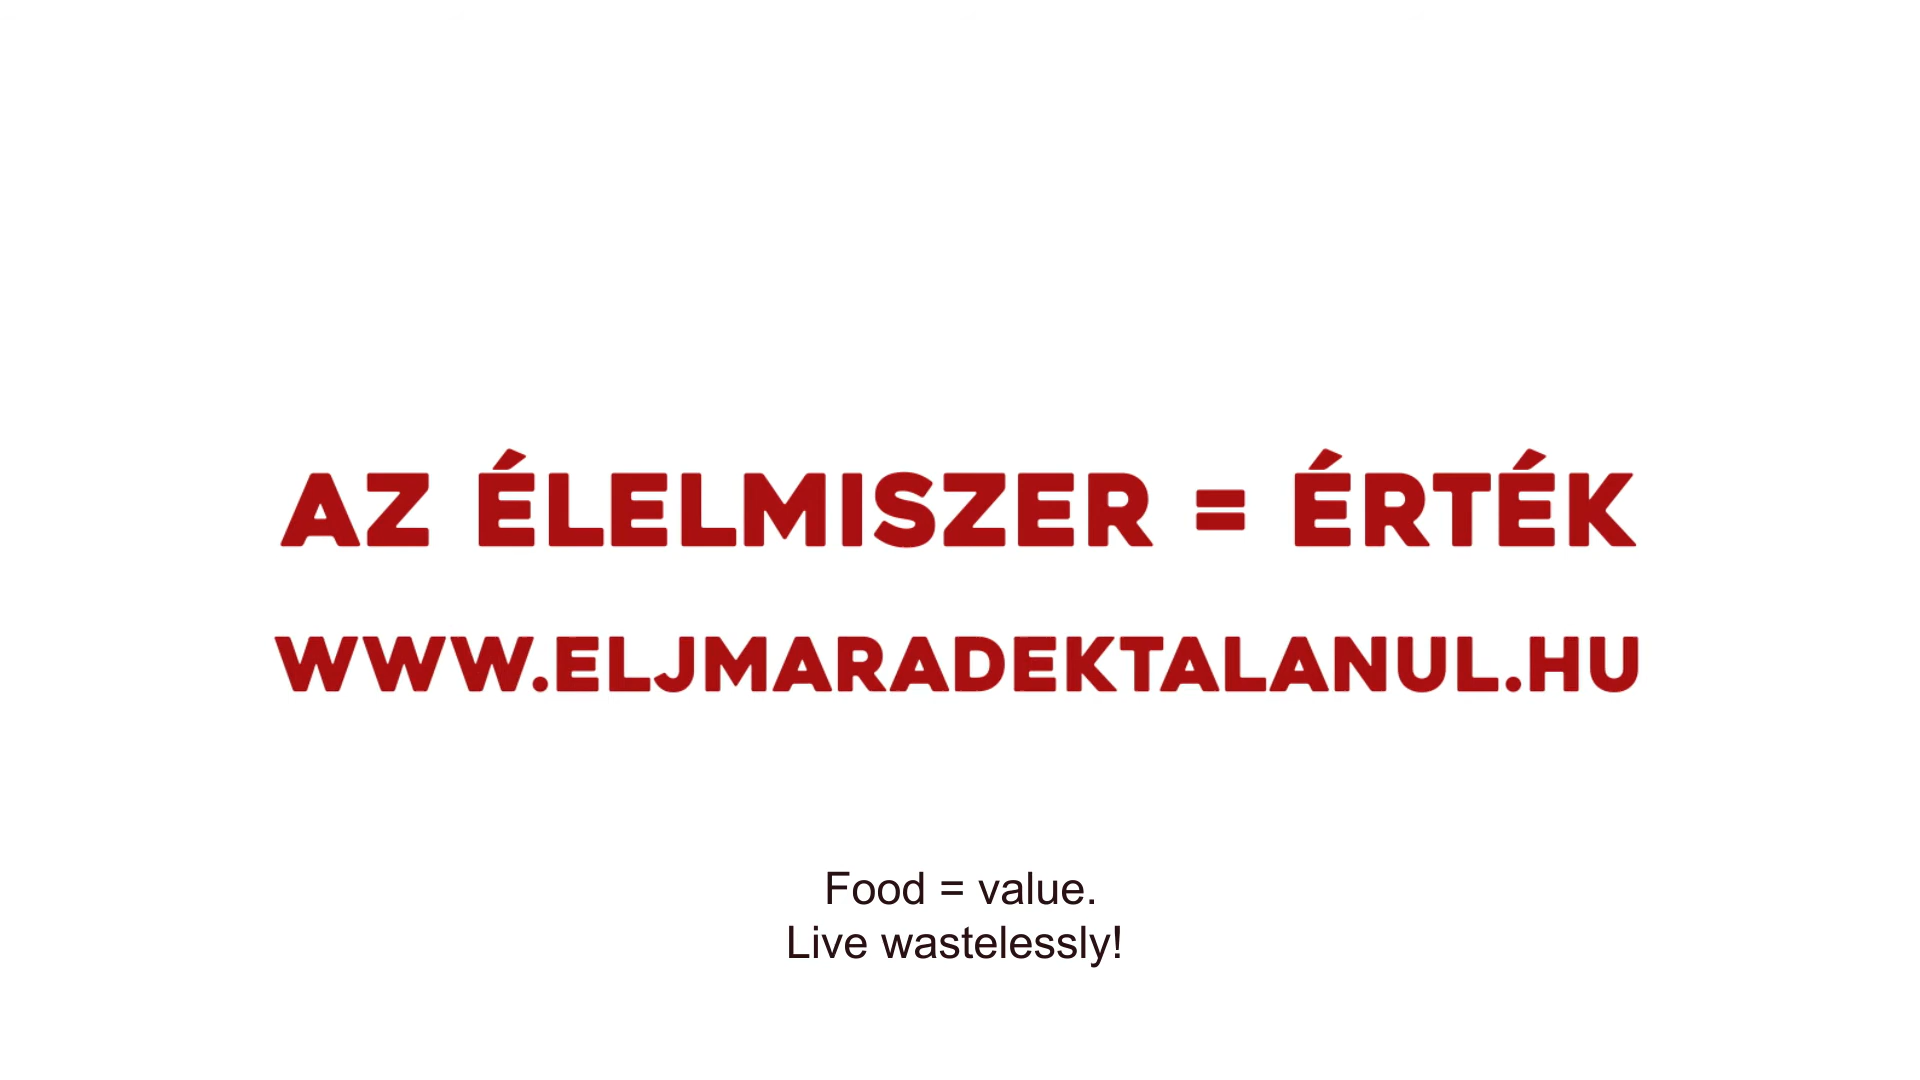 AZ ÉLELMISZER = ÉRTÉK
WWW.ELJMARADEKTALANUL.HU
Food = value.
Live wastelessly!